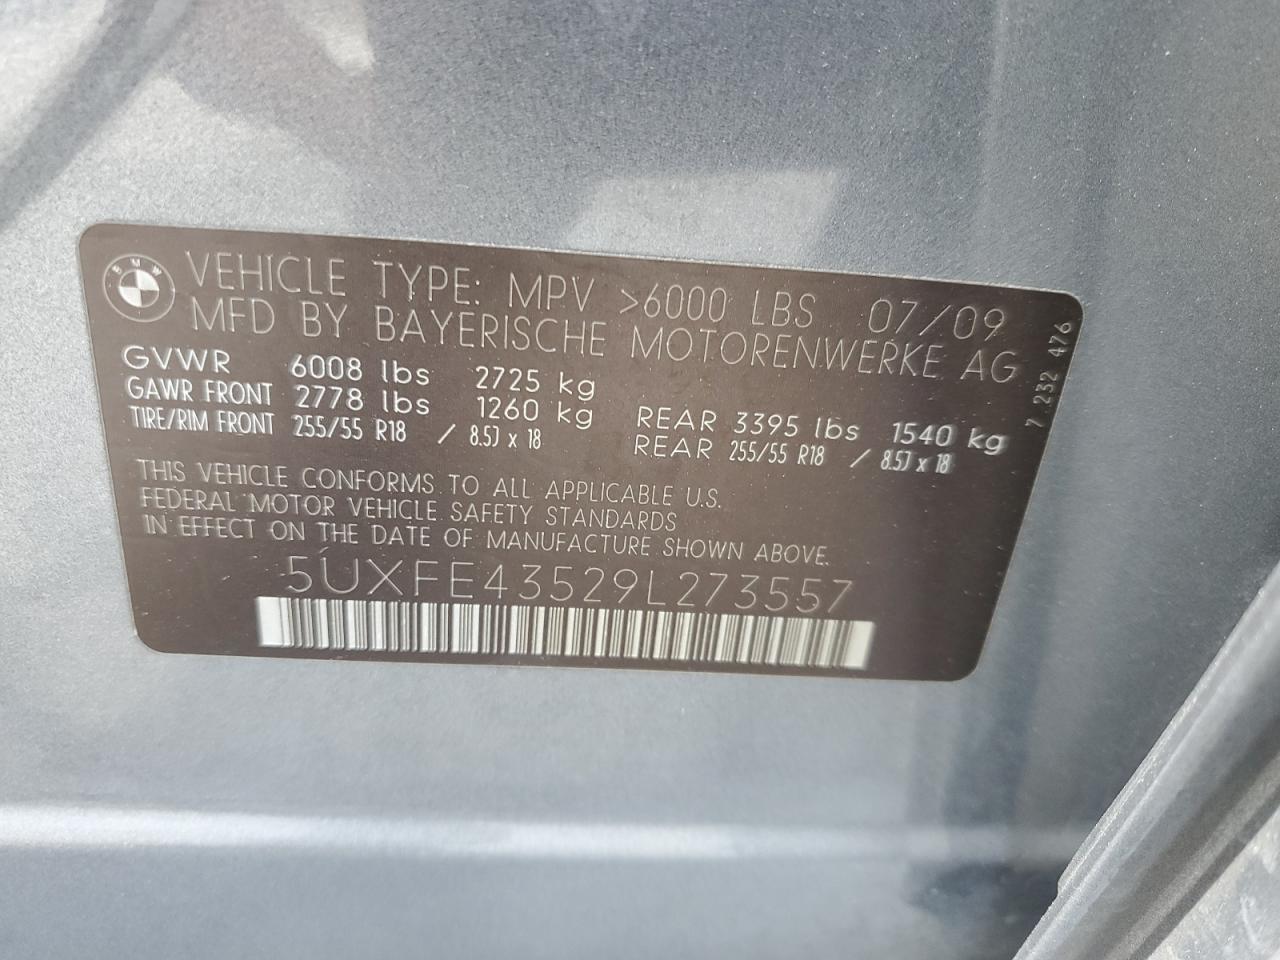 BMW
VEHICLE TYPE: MPV >6000 LBS 07/09
MFD BY BAYERISCHE MOTORENWERKE AG
GVWR 6008 lbs 2725 kg
GAWR FRONT 2778 lbs 1260 kg REAR 3395 lbs 1540 kg
TIRE/RIM FRONT 255/55 R18 / 8.5J x 18 REAR 255/55 R18 / 8.5J x 18
THIS VEHICLE CONFORMS TO ALL APPLICABLE U.S.
FEDERAL MOTOR VEHICLE SAFETY STANDARDS
IN EFFECT ON THE DATE OF MANUFACTURE SHOWN ABOVE.
5UXFE43529L273557
7 232 476